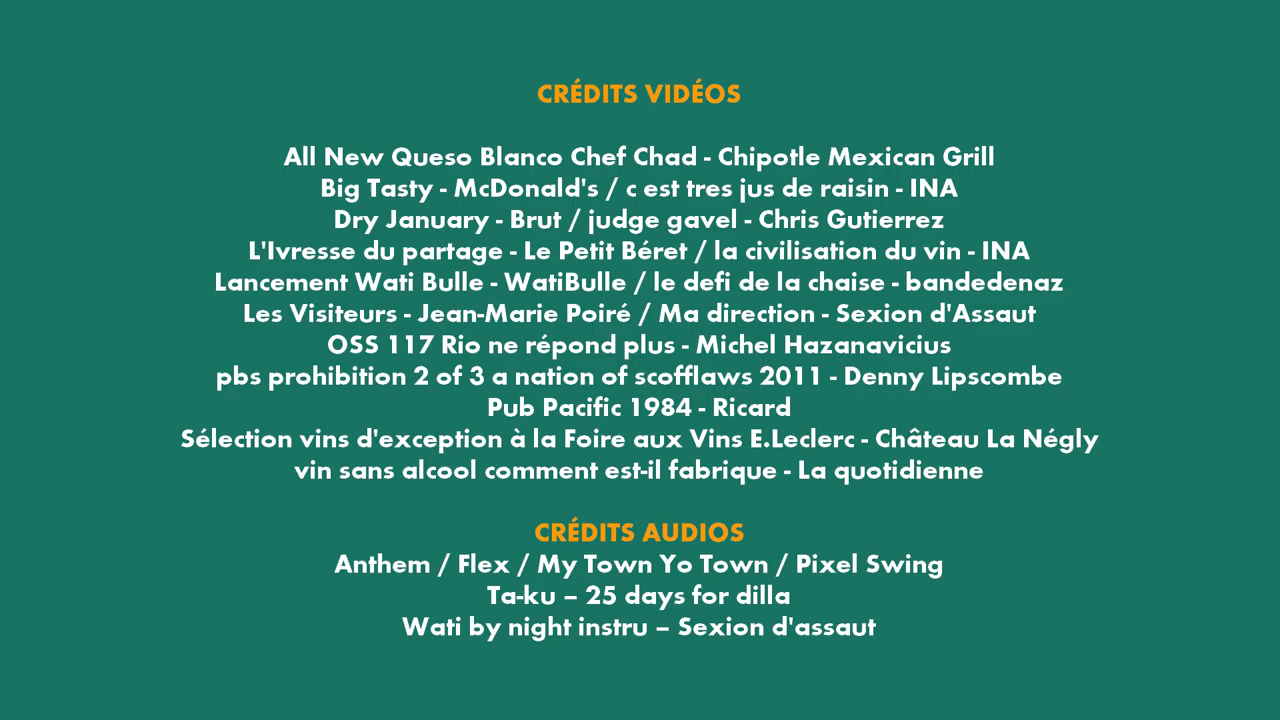 CRÉDITS VIDÉOS
All New Queso Blanco Chef Chad - Chipotle Mexican Grill
Big Tasty - McDonald's / c est tres jus de raisin - INA
Dry January - Brut / judge gavel - Chris Gutierrez
L'Ivresse du partage - Le Petit Béret / la civilisation du vin - INA
Lancement Wati Bulle - WatiBulle / le defi de la chaise - bandedenaz
Les Visiteurs - Jean-Marie Poiré / Ma direction - Sexion d'Assaut
OSS 117 Rio ne répond plus - Michel Hazanavicius
pbs prohibition 2 of 3 a nation of scofflaws 2011 - Denny Lipscombe
Pub Pacific 1984 - Ricard
Sélection vins d'exception à la Foire aux Vins E.Leclerc - Château La Négly
vin sans alcool comment est-il fabrique - La quotidienne
CRÉDITS AUDIOS
Anthem / Flex / My Town Yo Town / Pixel Swing
Ta-ku – 25 days for dilla
Wati by night instru – Sexion d'assaut